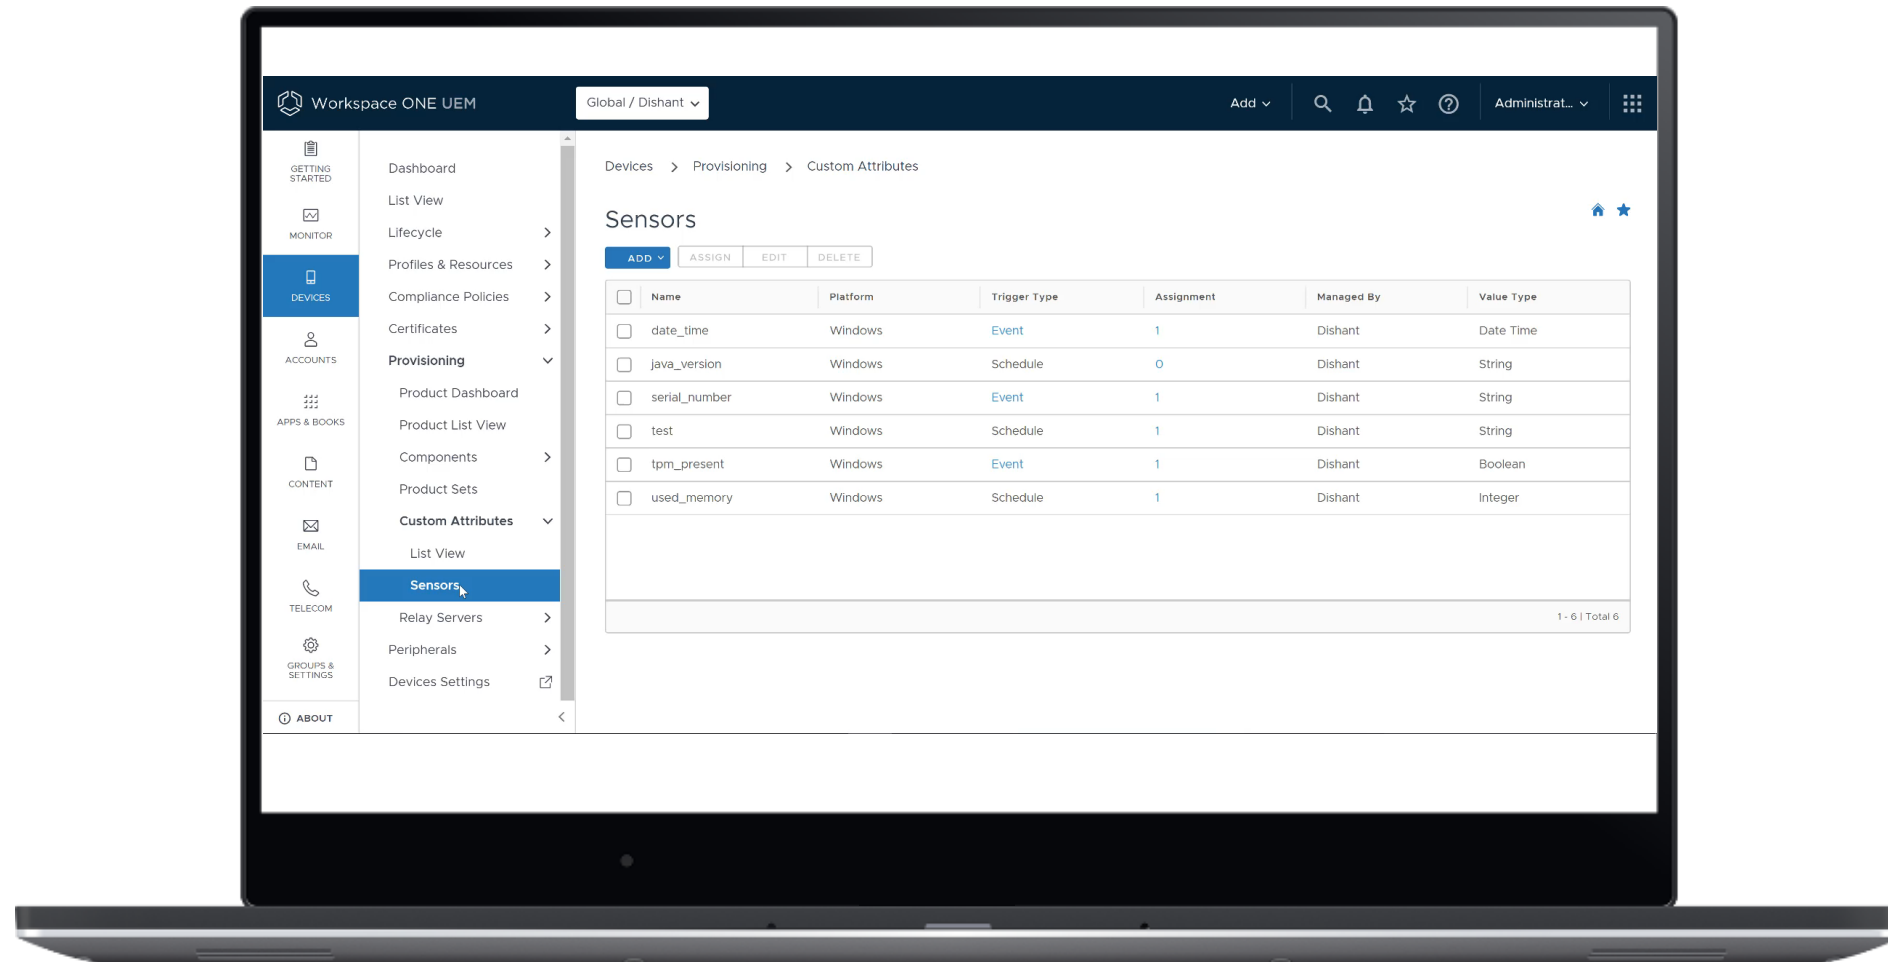 Workspace ONE UEM
Global / Dishant
Add
Administrat...
GETTING
STARTED
MONITOR
DEVICES
ACCOUNTS
APPS & BOOKS
CONTENT
EMAIL
TELECOM
GROUPS &
SETTINGS
ABOUT
Dashboard
List View
Lifecycle
Profiles & Resources
Compliance Policies
Certificates
Provisioning
Product Dashboard
Product List View
Components
Product Sets
Custom Attributes
List View
Sensors
Relay Servers
Peripherals
Devices Settings
Devices > Provisioning > Custom Attributes
Sensors
ADD ASSIGN EDIT DELETE
Name Platform Trigger Type Assignment Managed By Value Type
date_time Windows Event 1 Dishant Date Time
java_version Windows Schedule 0 Dishant String
serial_number Windows Event 1 Dishant String
test Windows Schedule 1 Dishant String
tpm_present Windows Event 1 Dishant Boolean
used_memory Windows Schedule 1 Dishant Integer
1 - 6 | Total 6